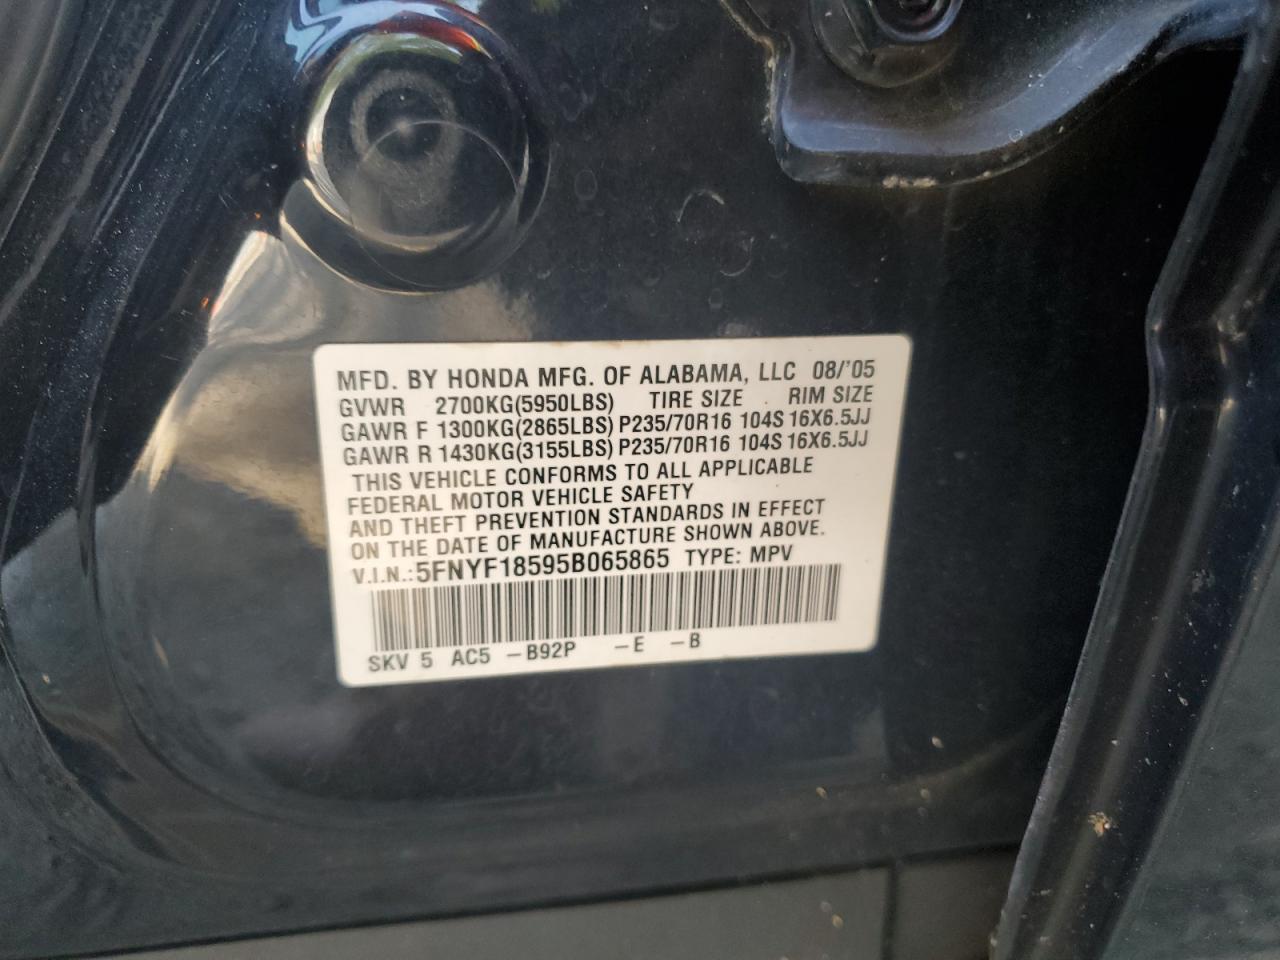 MFD. BY HONDA MFG. OF ALABAMA, LLC 08/'05
GVWR 2700KG(5950LBS) TIRE SIZE RIM SIZE
GAWR F 1300KG(2865LBS) P235/70R16 104S 16X6.5JJ
GAWR R 1430KG(3155LBS) P235/70R16 104S 16X6.5JJ
THIS VEHICLE CONFORMS TO ALL APPLICABLE
FEDERAL MOTOR VEHICLE SAFETY
AND THEFT PREVENTION STANDARDS IN EFFECT
ON THE DATE OF MANUFACTURE SHOWN ABOVE.
V.I.N.:5FNYF18595B065865 TYPE: MPV
SKV 5 AC5 –B92P –E –B